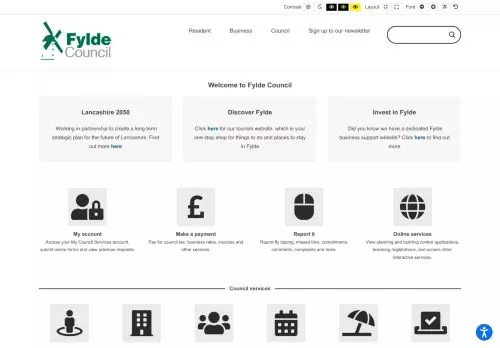 Contrast
Layout
Font
Fylde
Council
Resident
Business
Council
Sign up to our newsletter
Welcome to Fylde Council
Lancashire 2050
Working in partnership to create a long-term
strategic plan for the future of Lancashire. Find
out more here
Discover Fylde
Click here for our tourism website, which is your
one stop shop for things to do and places to stay
in Fylde
Invest in Fylde
Did you know we have a dedicated Fylde
business support website? Click here to find out
more
My account
Access your My Council Services account,
submit online forms and view previous requests.
Make a payment
Pay for council tax, business rates, invoices and
other services.
Report it
Report fly tipping, missed bins, compliments,
comments, complaints and more
Online services
View planning and building control applications,
licensing registrations, and access other
interactive services.
Council services